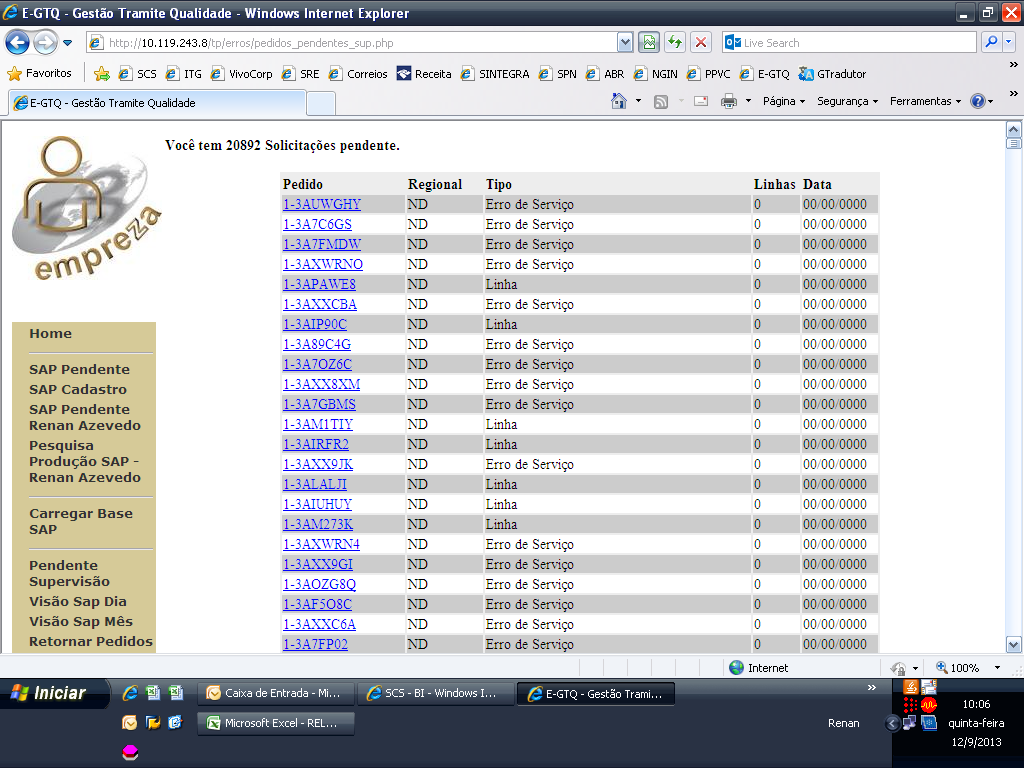 E-GTQ - Gestão Tramite Qualidade - Windows Internet Explorer
http://10.119.243.8/tp/erros/pedidos_pendentes_sup.php
Live Search
Favoritos SCS ITG VivoCorp SRE Correios Receita SINTEGRA SPN ABR NGIN PPVC E-GTQ GTradutor
E-GTQ - Gestão Tramite Qualidade
Página Segurança Ferramentas
empreza
Você tem 20892 Solicitações pendente.
Pedido Regional Tipo Linhas Data
1-3AUWGHY ND Erro de Serviço 0 00/00/0000
1-3A7C6GS ND Erro de Serviço 0 00/00/0000
1-3A7FMDW ND Erro de Serviço 0 00/00/0000
1-3AXWRNO ND Erro de Serviço 0 00/00/0000
1-3APAWE8 ND Linha 0 00/00/0000
1-3AXXCBA ND Erro de Serviço 0 00/00/0000
1-3AIP90C ND Linha 0 00/00/0000
1-3A89C4G ND Erro de Serviço 0 00/00/0000
1-3A7OZ6C ND Erro de Serviço 0 00/00/0000
1-3AXX8XM ND Erro de Serviço 0 00/00/0000
1-3A7GBMS ND Erro de Serviço 0 00/00/0000
1-3AM1TIY ND Linha 0 00/00/0000
1-3AIRFR2 ND Linha 0 00/00/0000
1-3AXX9JK ND Erro de Serviço 0 00/00/0000
1-3ALALJI ND Linha 0 00/00/0000
1-3AIUHUY ND Linha 0 00/00/0000
1-3AM273K ND Linha 0 00/00/0000
1-3AXWRN4 ND Erro de Serviço 0 00/00/0000
1-3AXX9GI ND Erro de Serviço 0 00/00/0000
1-3AOZG8Q ND Erro de Serviço 0 00/00/0000
1-3AF5O8C ND Erro de Serviço 0 00/00/0000
1-3AXXC6A ND Erro de Serviço 0 00/00/0000
1-3A7FP02 ND Erro de Serviço 0 00/00/0000
Home
SAP Pendente
SAP Cadastro
SAP Pendente
Renan Azevedo
Pesquisa
Produção SAP -
Renan Azevedo
Carregar Base
SAP
Pendente
Supervisão
Visão Sap Dia
Visão Sap Mês
Retornar Pedidos
Internet 100%
Iniciar
Caixa de Entrada - Mi...
SCS - BI - Windows I...
E-GTQ - Gestão Trami...
Microsoft Excel - REL...
Renan
10:06
quinta-feira
12/9/2013